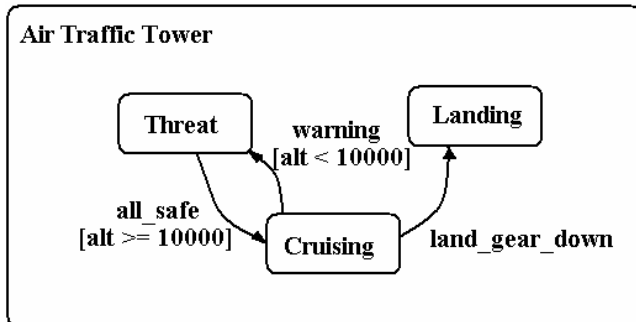 Air Traffic Tower
Threat
Landing
warning
[alt < 10000]
all_safe
[alt >= 10000]
Cruising
land_gear_down